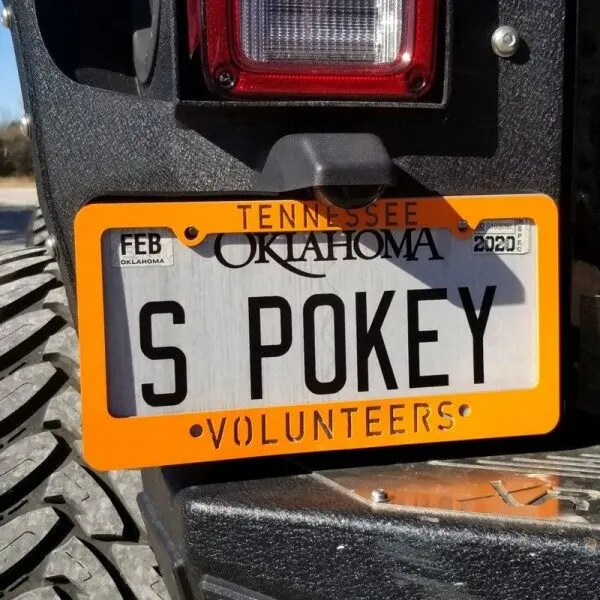 TENNESSEE
FEB
OKLAHOMA
OKLAHOMA
2020
S POKEY
•VOLUNTEERS•